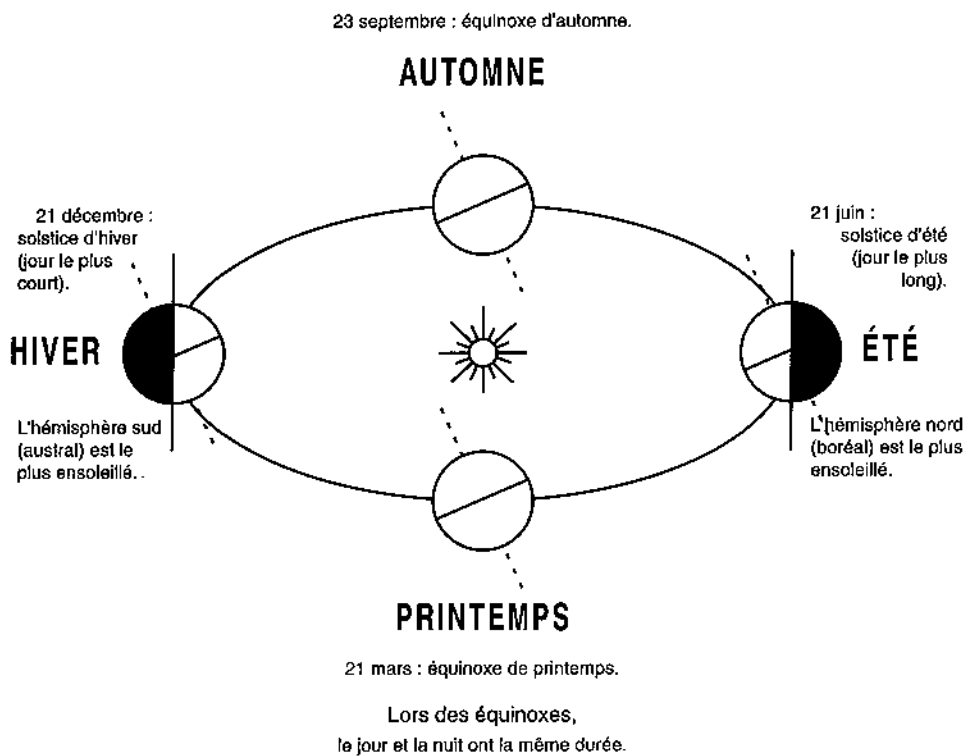 23 septembre : équinoxe d'automne.
AUTOMNE
21 décembre :
solstice d'hiver
(jour le plus
court).
21 juin :
solstice d'été
(jour le plus
long).
HIVER
ÉTÉ
L'hémisphère sud
(austral) est le
plus ensoleillé. .
L'hémisphère nord
(boréal) est le plus
ensoleillé.
PRINTEMPS
21 mars : équinoxe de printemps.
Lors des équinoxes,
le jour et la nuit ont la même durée.